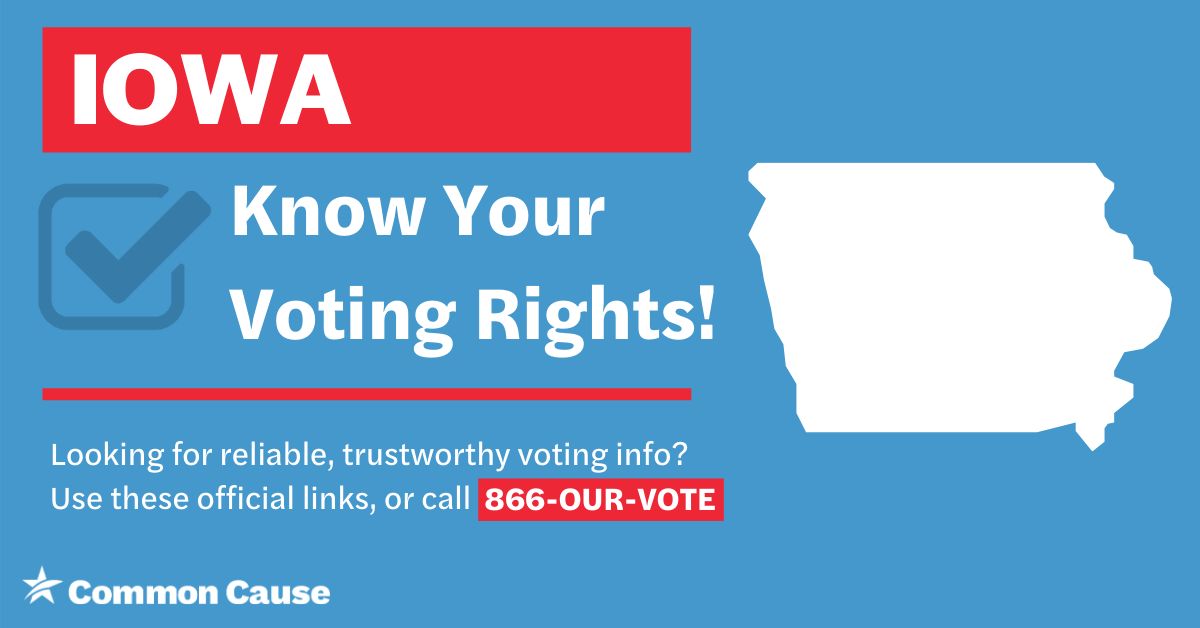 IOWA
Know Your
Voting Rights!
Looking for reliable, trustworthy voting info?
Use these official links, or call 866-OUR-VOTE
Common Cause